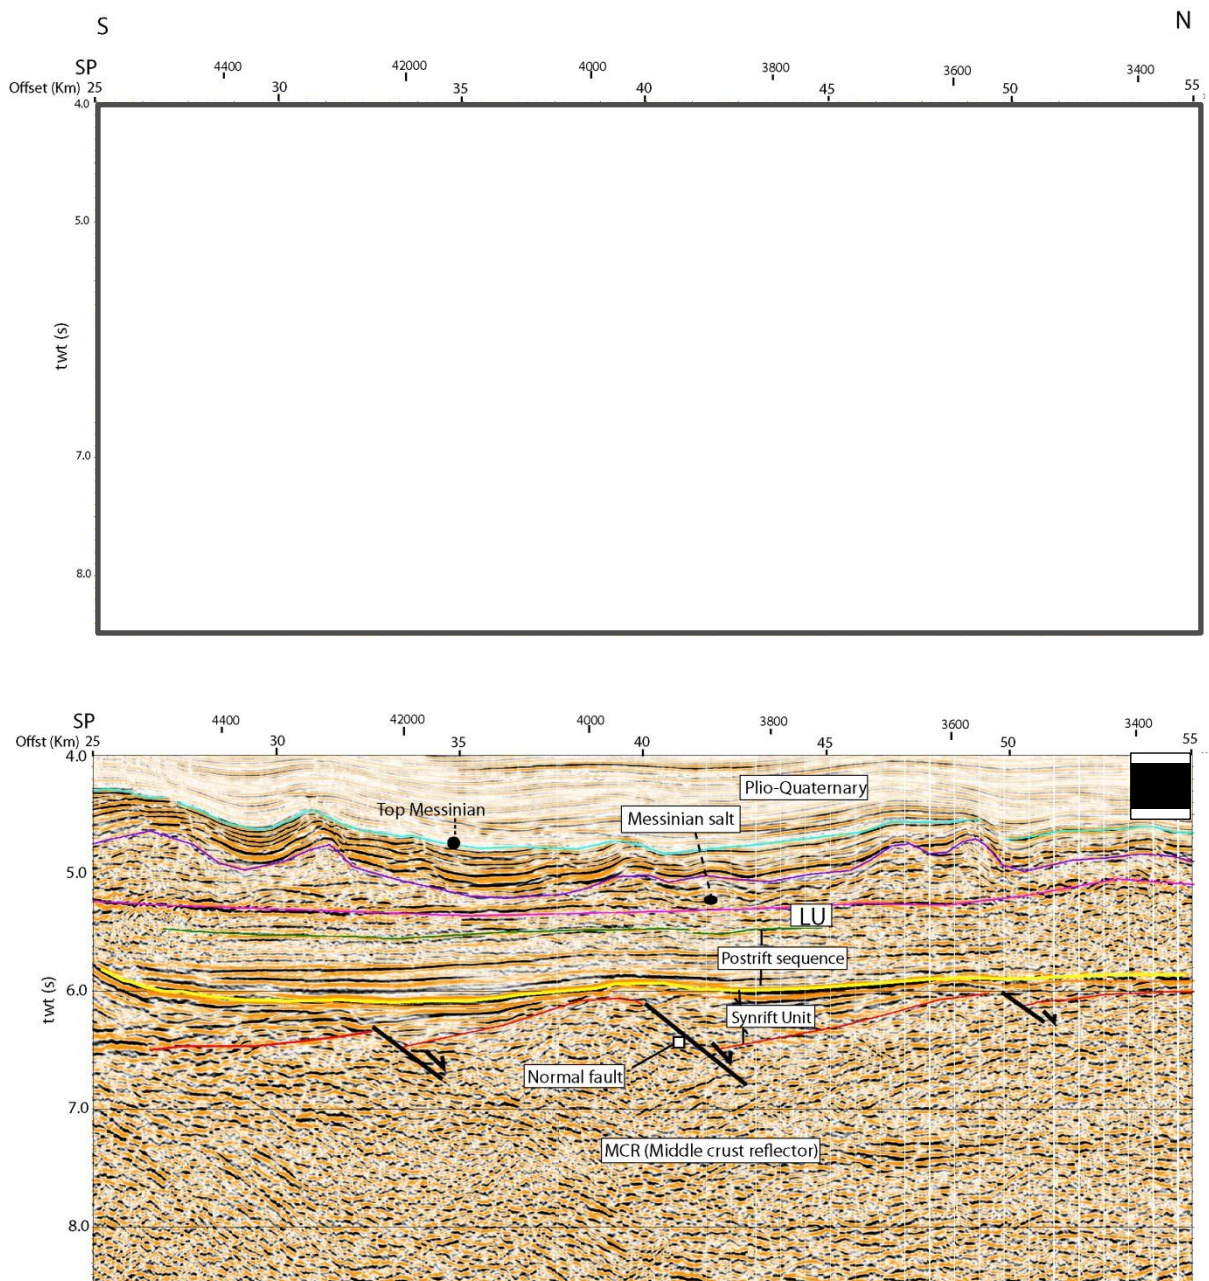 S N
SP 4400 42000 4000 3800 3600 3400
Offset (Km) 25 30 35 40 45 50 55
4.0
5.0
twt (s)
7.0
8.0
SP 4400 42000 4000 3800 3600 3400
Offst (Km) 25 30 35 40 45 50 55
4.0
Plio-Quaternary
Top Messinian
Messinian salt
5.0
LU
Postrift sequence
6.0
twt (s)
Synrift Unit
Normal fault
7.0
MCR (Middle crust reflector)
8.0